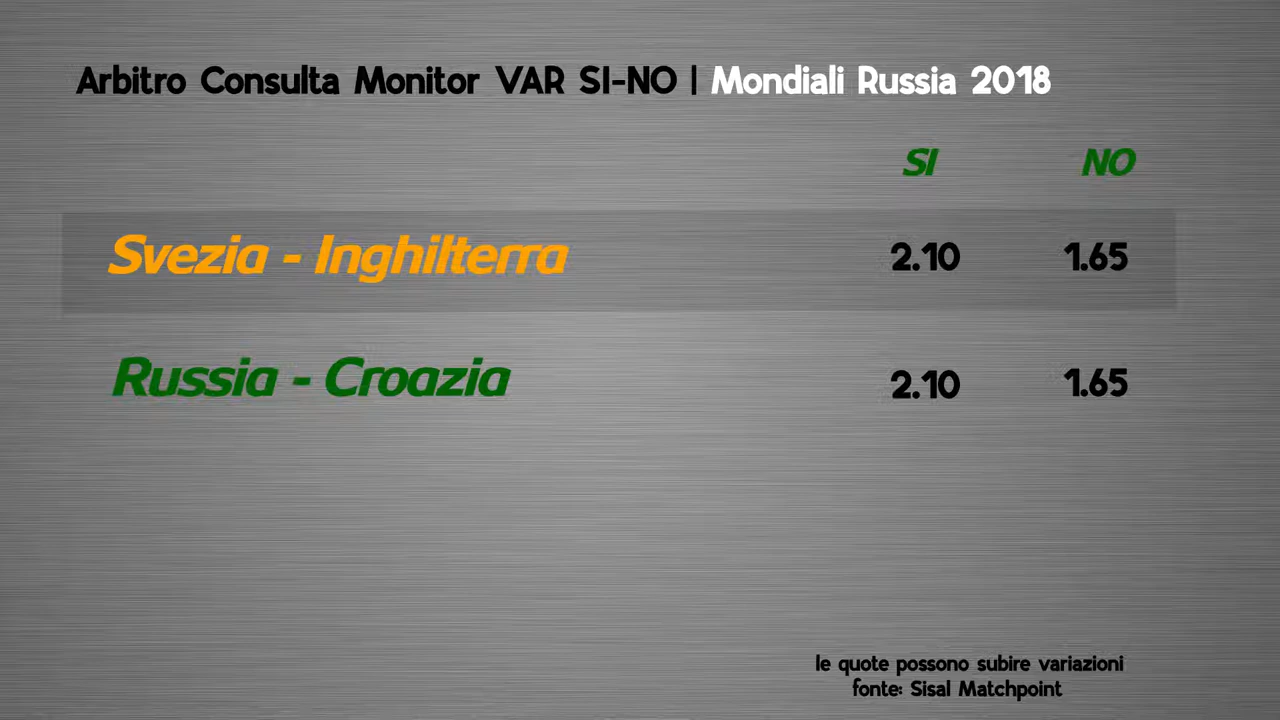 Arbitro Consulta Monitor VAR SI-NO | Mondiali Russia 2018
SI NO
Svezia - Inghilterra 2.10 1.65
Russia - Croazia 2.10 1.65
le quote possono subire variazioni
fonte: Sisal Matchpoint